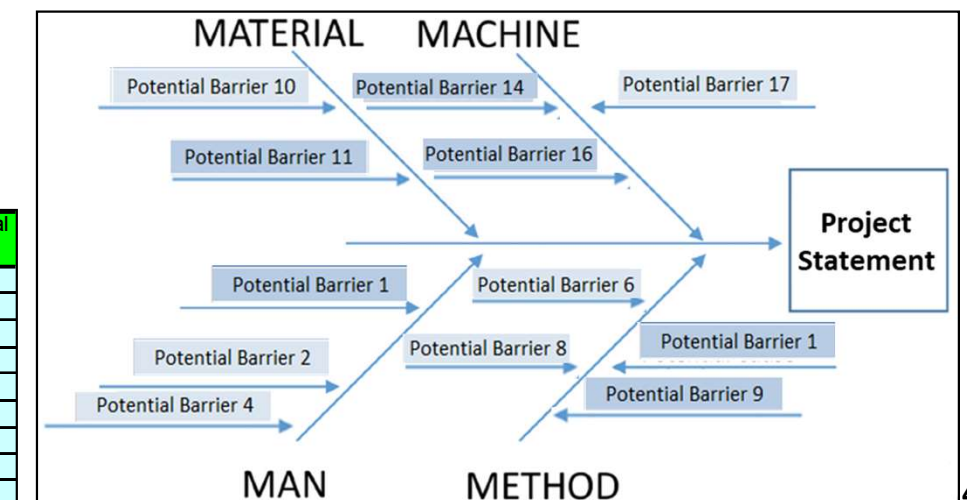 MATERIAL MACHINE
Potential Barrier 10
Potential Barrier 14
Potential Barrier 17
Potential Barrier 11
Potential Barrier 16
al
Project
Statement
Potential Barrier 1
Potential Barrier 6
Potential Barrier 2
Potential Barrier 8
Potential Barrier 1
Potential Barrier 4
Potential Barrier 9
MAN METHOD